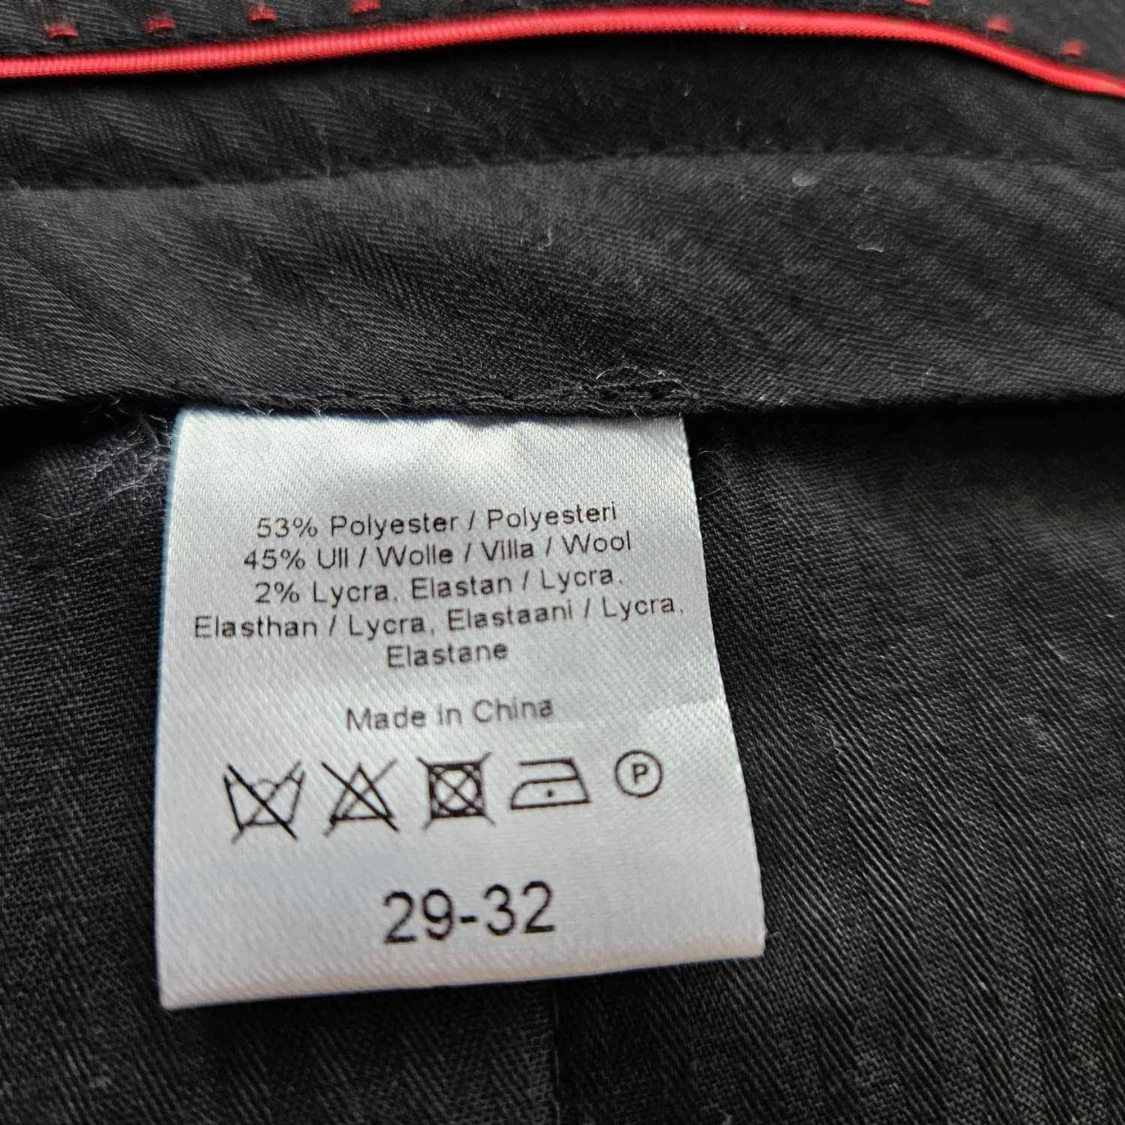 53% Polyester / Polyesteri
45% Ull / Wolle / Villa / Wool
2% Lycra, Elastan / Lycra,
Elasthan / Lycra, Elastaani / Lycra,
Elastane
Made in China
P
29-32